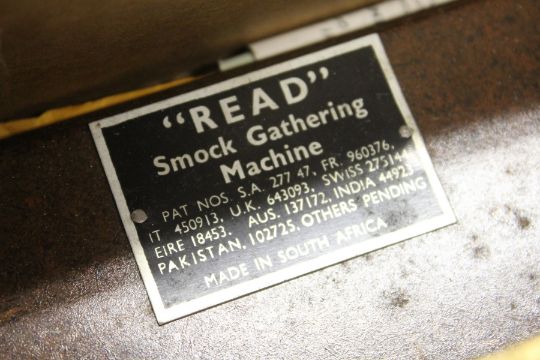 "READ"
Smock Gathering
Machine
PAT NOS. S.A. 277 47, FR. 960376,
IT 450913, U.K. 643093, SWISS 275144
EIRE 18453. AUS. 137172, INDIA 44923
PAKISTAN, 102725, OTHERS PENDING
MADE IN SOUTH AFRICA